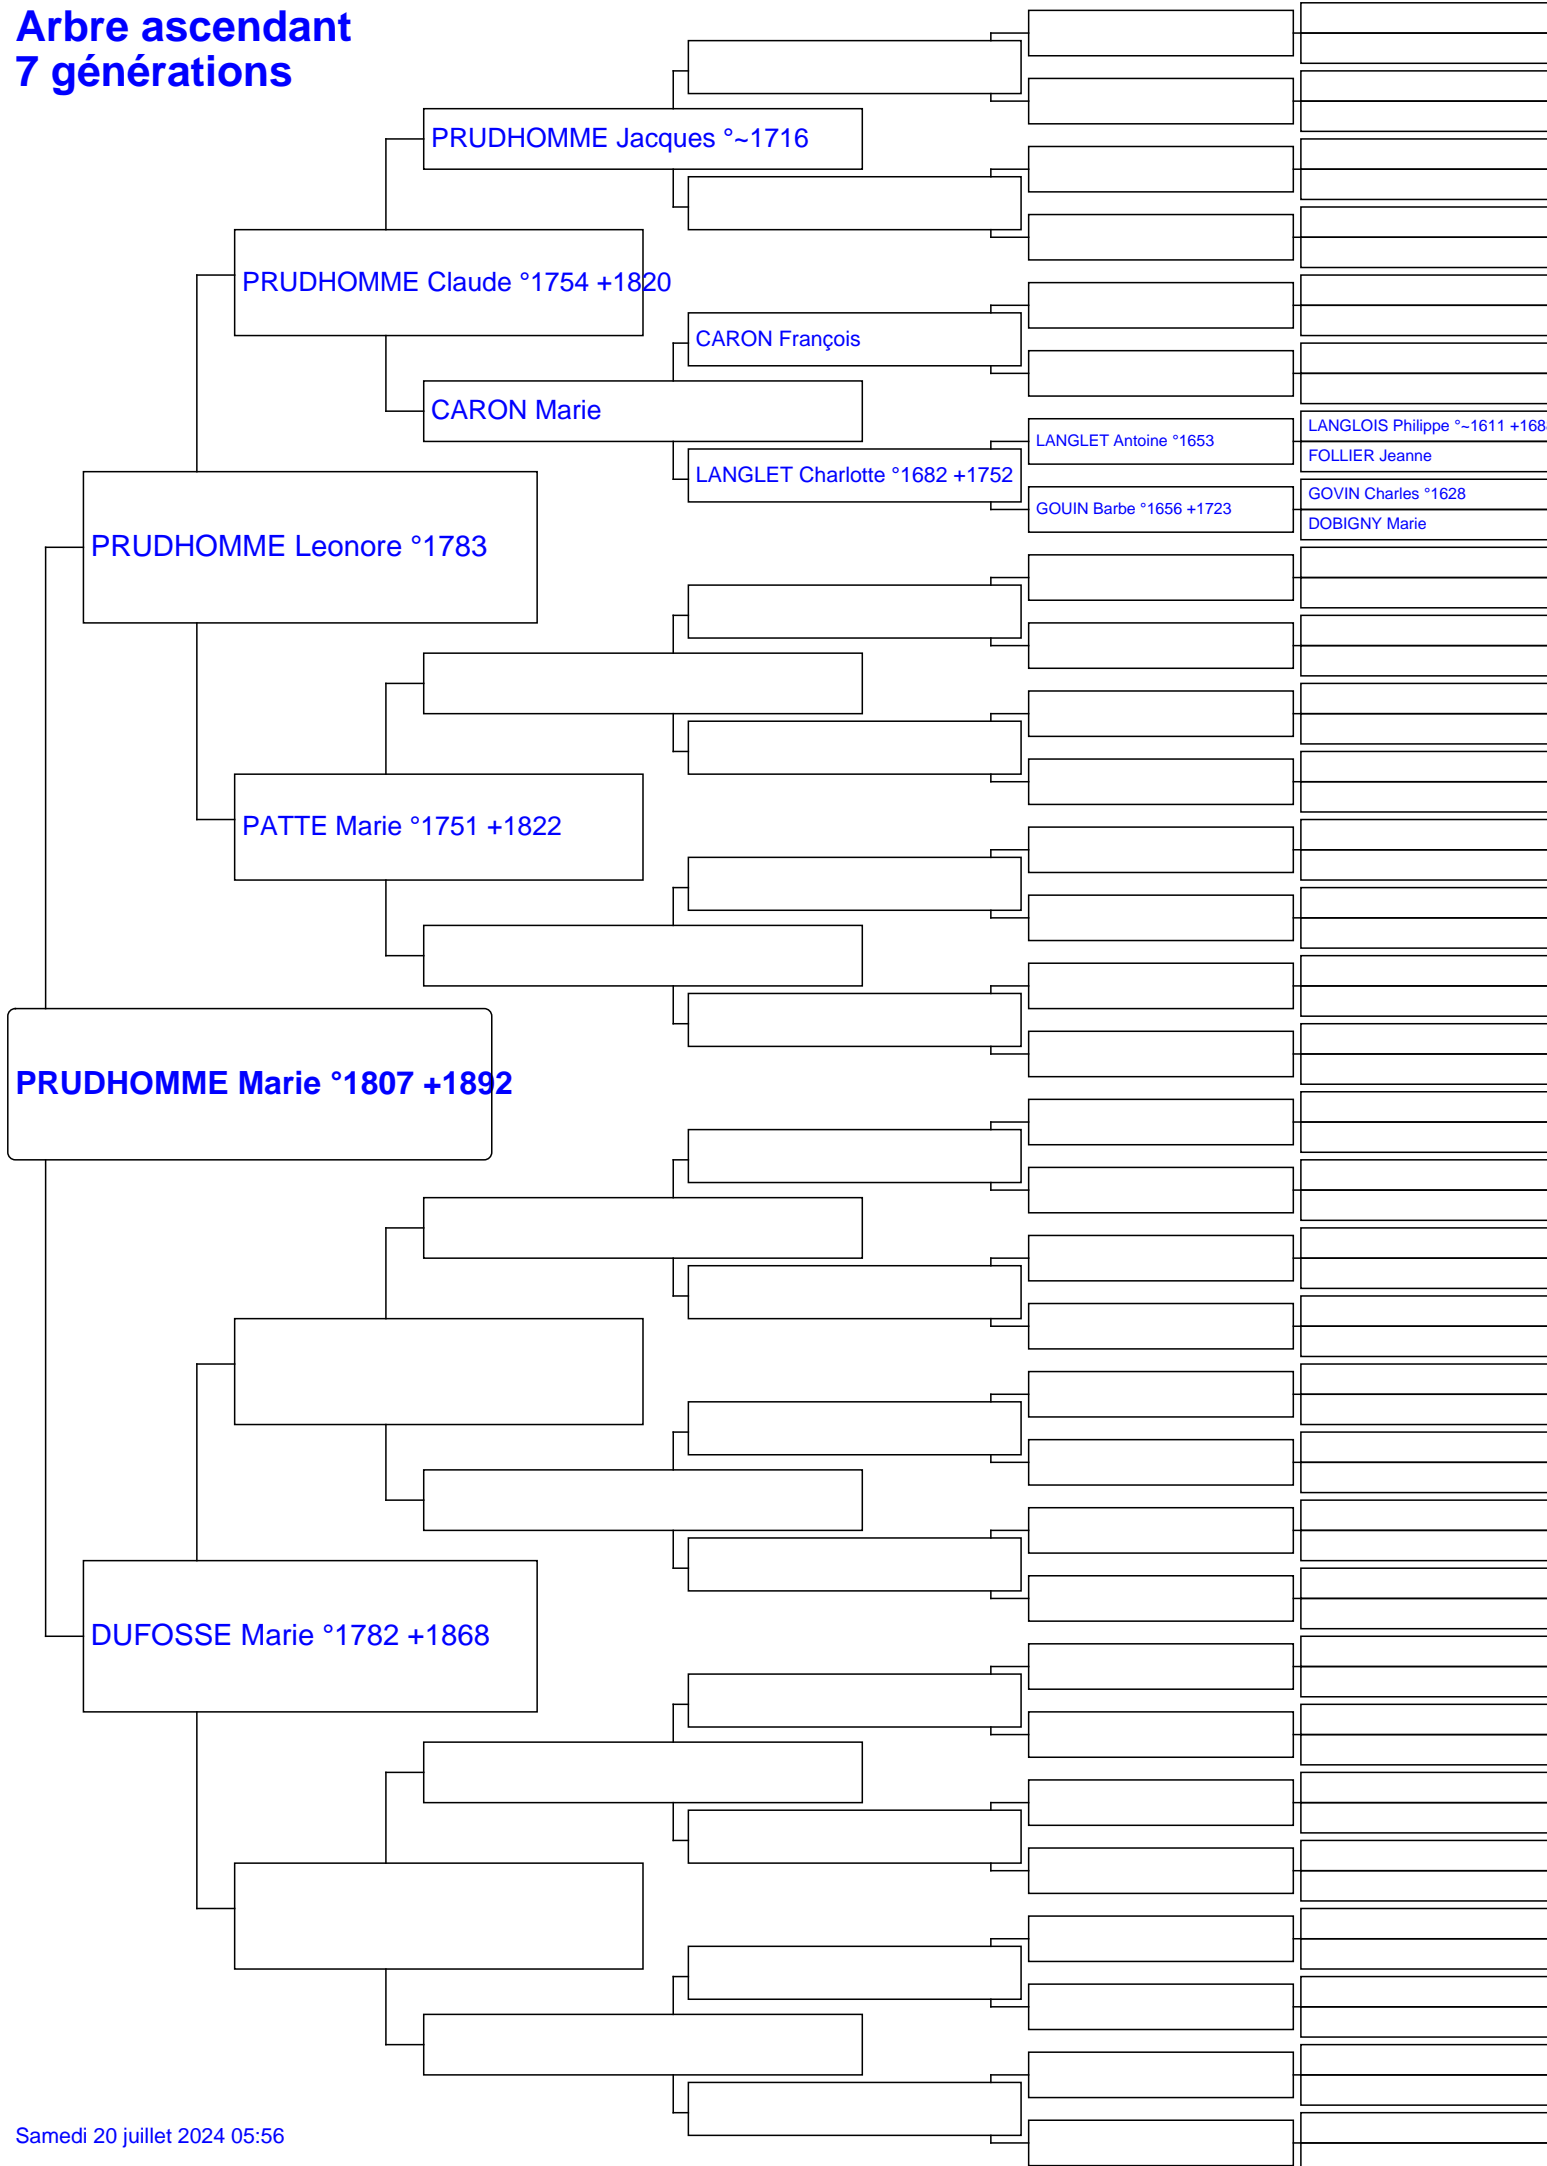 Arbre ascendant
7 générations
PRUDHOMME Jacques °~1716
PRUDHOMME Claude °1754 +1820
CARON François
CARON Marie
LANGLOIS Philippe °~1611 +168
LANGLET Antoine °1653
FOLLIER Jeanne
LANGLET Charlotte °1682 +1752
GOVIN Charles °1628
GOUIN Barbe °1656 +1723
DOBIGNY Marie
PRUDHOMME Leonore °1783
PATTE Marie °1751 +1822
PRUDHOMME Marie °1807 +1892
DUFOSSE Marie °1782 +1868
Samedi 20 juillet 2024 05:56